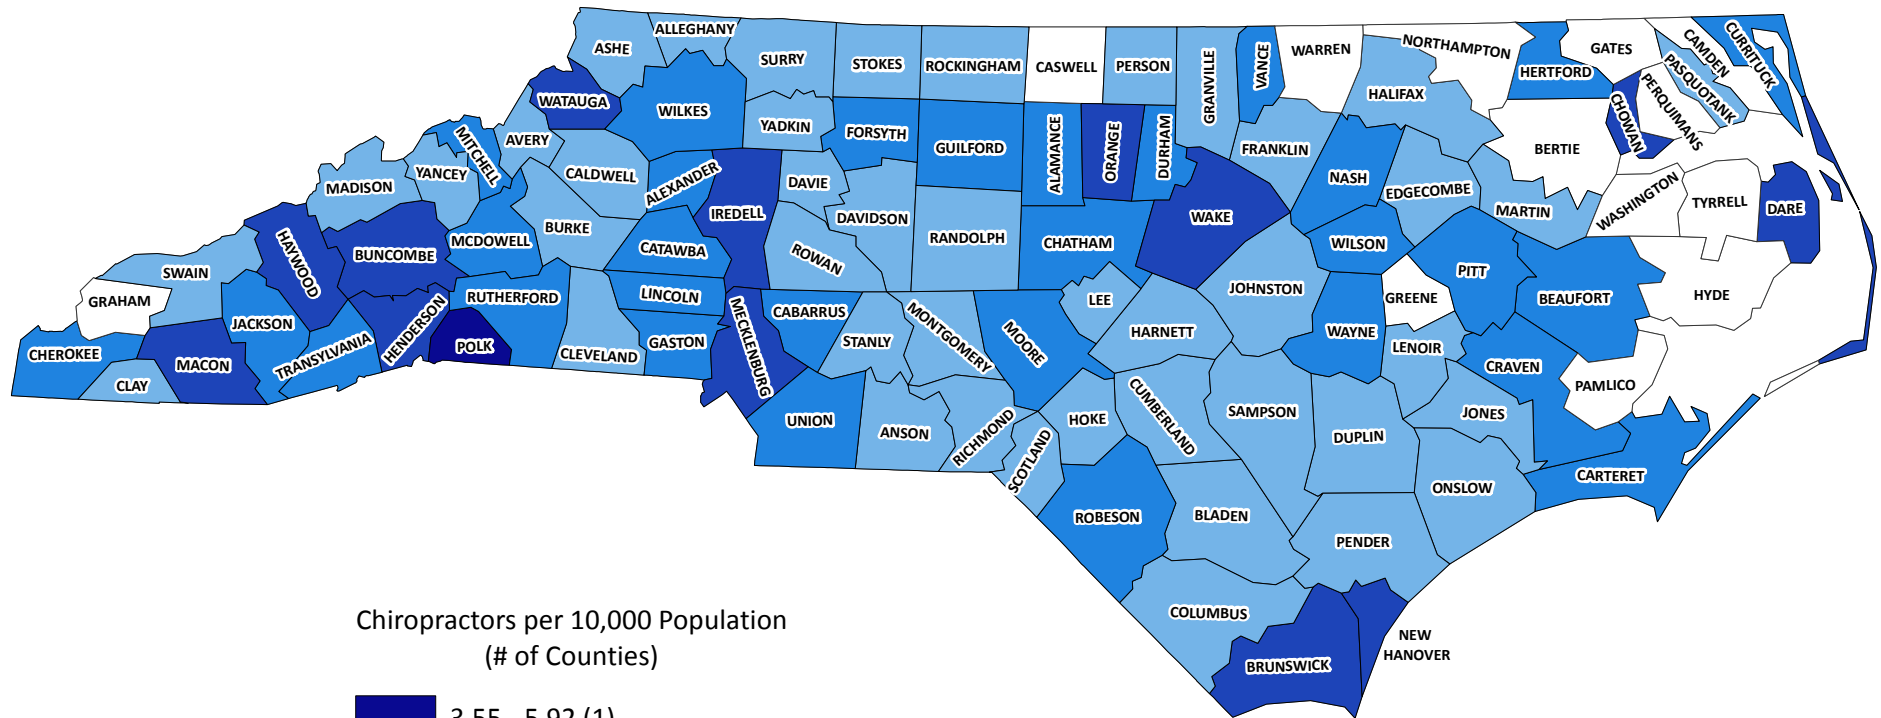 ALLEGHANY
ASHE
SURRY
STOKES
ROCKINGHAM
CASWELL
PERSON
GRANVILLE
VANCE
WARREN
NORTHAMPTON
GATES
CAMDEN
CURRITUCK
HERTFORD
PASQUOTANK
PERQUIMANS
CHOWAN
HALIFAX
WATAUGA
WILKES
YADKIN
FORSYTH
GUILFORD
ALAMANCE
ORANGE
DURHAM
FRANKLIN
BERTIE
MITCHELL
AVERY
CALDWELL
ALEXANDER
IREDELL
DAVIE
DAVIDSON
RANDOLPH
CHATHAM
WAKE
NASH
EDGECOMBE
MARTIN
WASHINGTON
TYRRELL
DARE
MADISON
YANCEY
BURKE
MCDOWELL
CATAWBA
ROWAN
WILSON
PITT
BEAUFORT
HYDE
SWAIN
HAYWOOD
BUNCOMBE
RUTHERFORD
LINCOLN
CABARRUS
MECKLENBURG
STANLY
MONTGOMERY
MOORE
LEE
HARNETT
JOHNSTON
WAYNE
GREENE
LENOIR
CRAVEN
PAMLICO
GRAHAM
CHEROKEE
CLAY
MACON
JACKSON
TRANSYLVANIA
HENDERSON
POLK
CLEVELAND
GASTON
UNION
ANSON
RICHMOND
SCOTLAND
HOKE
CUMBERLAND
SAMPSON
DUPLIN
JONES
ONSLOW
CARTERET
ROBESON
BLADEN
PENDER
COLUMBUS
BRUNSWICK
NEW
HANOVER
Chiropractors per 10,000 Population
(# of Counties)
3.55 - 5.92 (1)